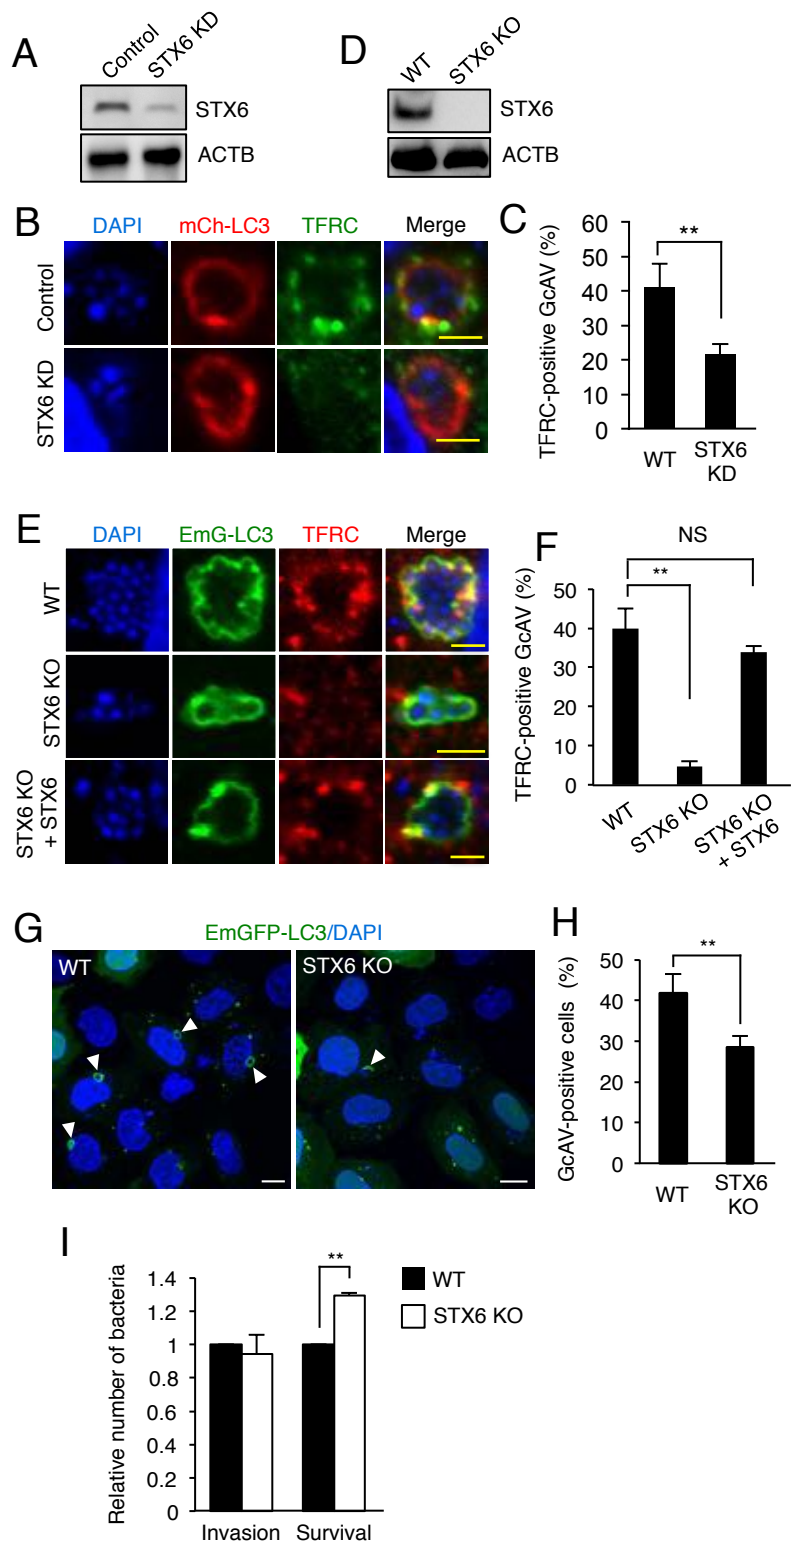 A
Control
STX6 KD
STX6
ACTB
D
WT
STX6 KO
STX6
ACTB
B
DAPI
mCh-LC3
TFRC
Merge
Control
STX6 KD
C
TFRC-positive GcAV (%)
60
50
40
30
20
10
0
**
WT
STX6
KD
E
DAPI
EmG-LC3
TFRC
Merge
WT
STX6 KO
STX6 KO
+ STX6
F
NS
**
TFRC-positive GcAV (%)
50
40
30
20
10
0
WT
STX6 KO
STX6 KO
+ STX6
G
EmGFP-LC3/DAPI
WT
STX6 KO
H
**
GcAV-positive cells (%)
50
40
30
20
10
0
WT
STX6
KO
I
Relative number of bacteria
1.4
1.2
1
0.8
0.6
0.4
0.2
0
**
WT
STX6 KO
Invasion
Survival